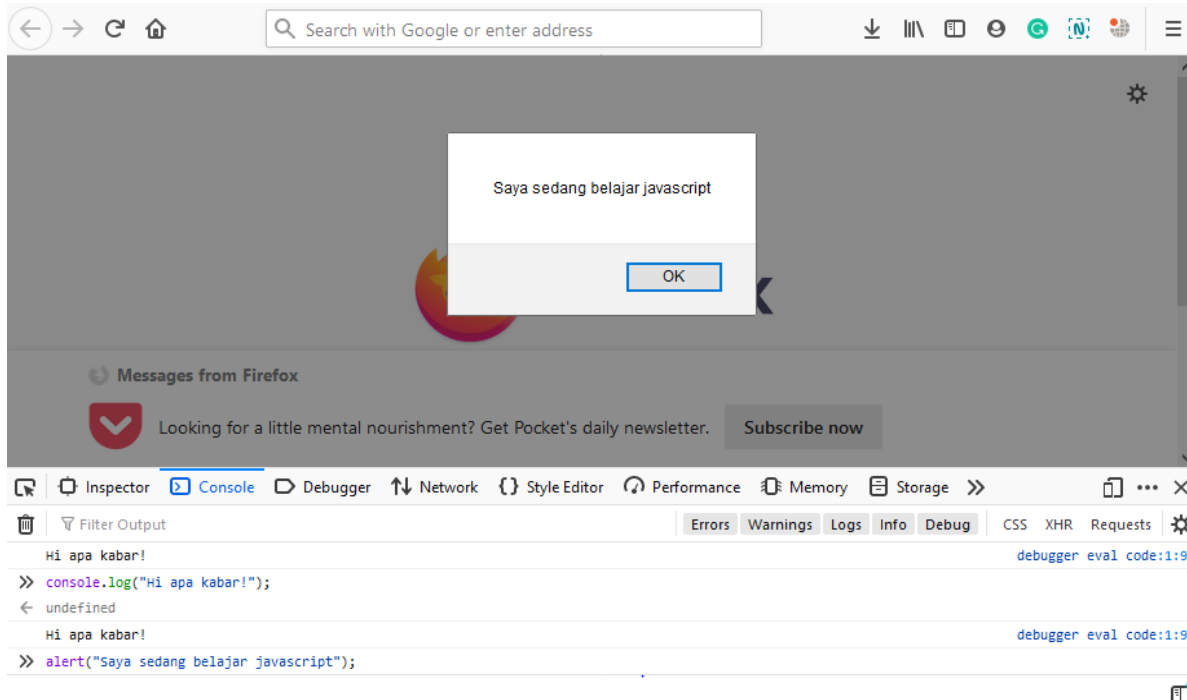 Search with Google or enter address
Saya sedang belajar javascript
OK
x
Messages from Firefox
Looking for a little mental nourishment? Get Pocket's daily newsletter. Subscribe now
Inspector Console Debugger Network Style Editor Performance Memory Storage
Filter Output Errors Warnings Logs Info Debug CSS XHR Requests
Hi apa kabar! debugger eval code:1:9
console.log("Hi apa kabar!");
undefined
Hi apa kabar! debugger eval code:1:9
alert("Saya sedang belajar javascript");